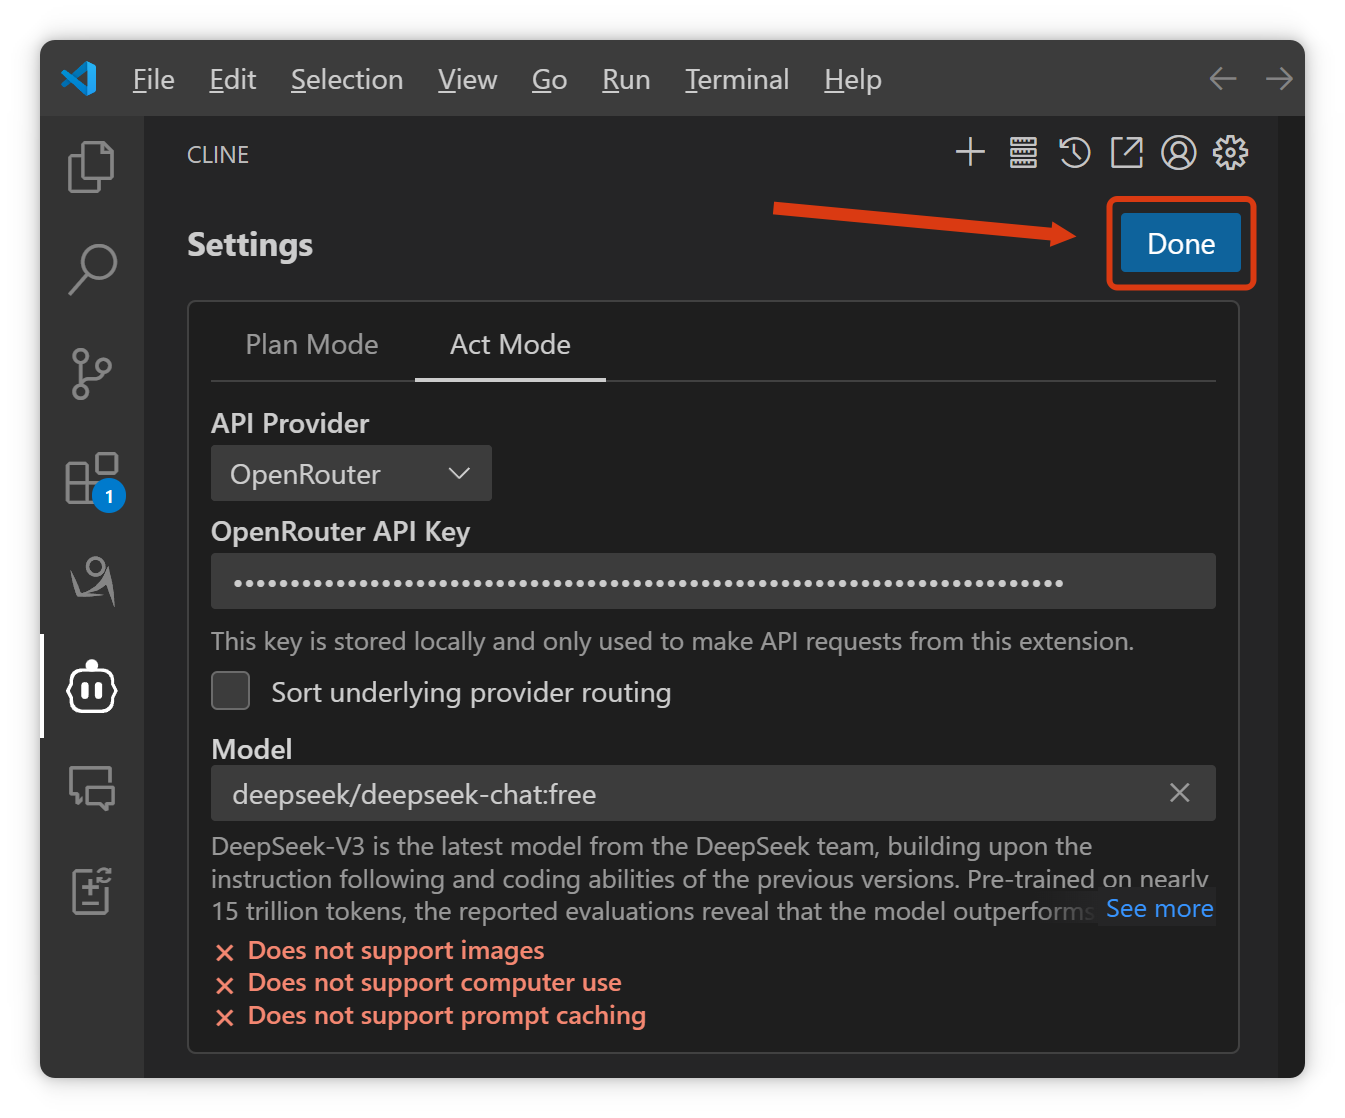 File Edit Selection View Go Run Terminal Help
CLINE
Settings
Done
Plan Mode Act Mode
API Provider
OpenRouter
OpenRouter API Key
••••••••••••••••••••••••••••••••••••••••••••••••••••••••••••••••••••••••••
This key is stored locally and only used to make API requests from this extension.
Sort underlying provider routing
Model
deepseek/deepseek-chat:free
DeepSeek-V3 is the latest model from the DeepSeek team, building upon the
instruction following and coding abilities of the previous versions. Pre-trained on nearly
15 trillion tokens, the reported evaluations reveal that the model outperforms See more
Does not support images
Does not support computer use
Does not support prompt caching
1